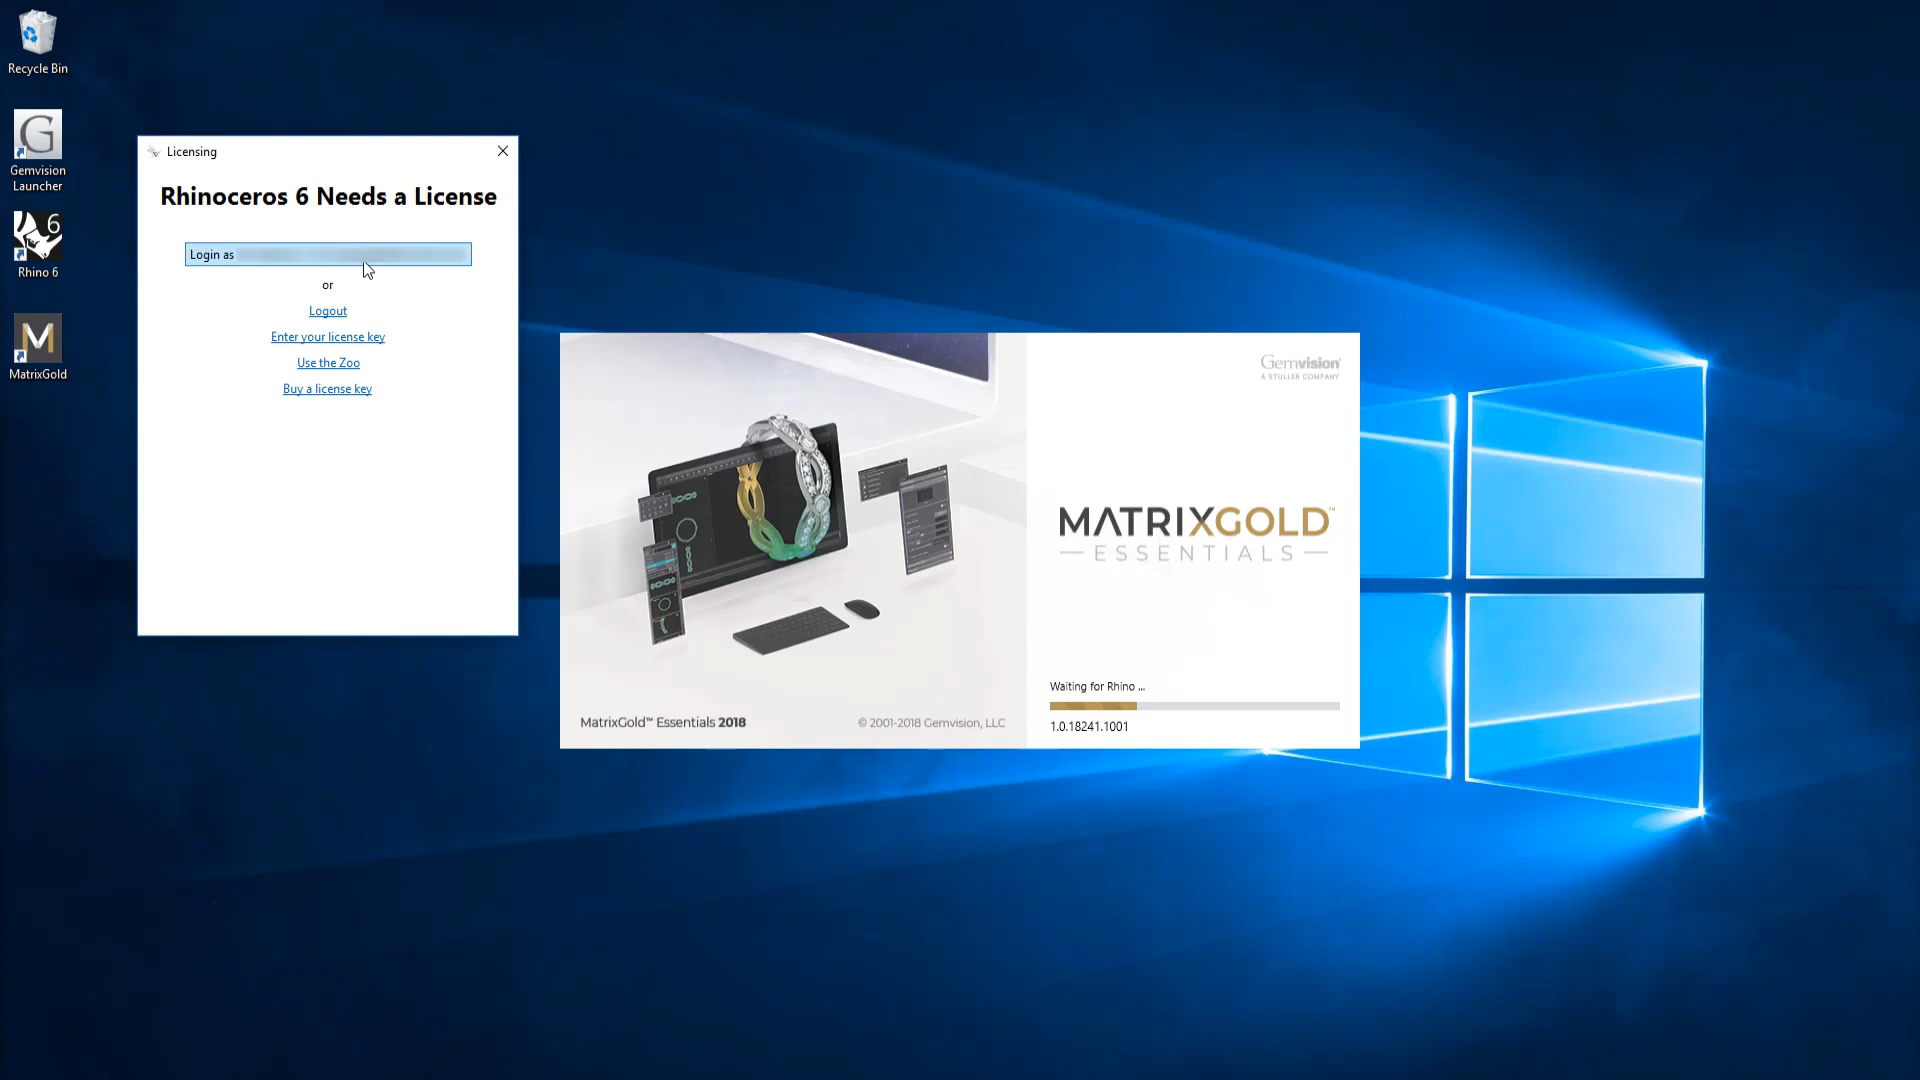 Recycle Bin
Gemvision
Launcher
6
Rhino 6
MatrixGold
Licensing
Rhinoceros 6 Needs a License
Login as
or
Logout
Enter your license key
Use the Zoo
Buy a license key
Gemvision
A STULLER COMPANY
MATRIXGOLD™
ESSENTIALS
Waiting for Rhino ...
1.0.18241.1001
MatrixGold™ Essentials 2018
© 2001-2018 Gemvision, LLC